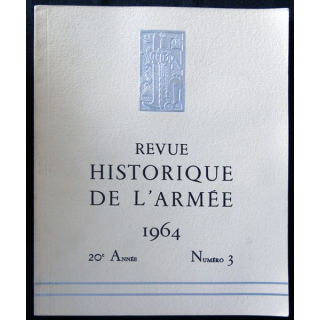 REVUE
HISTORIQUE
DE L'ARMÉE
1964
20e ANNÉE NUMÉRO 3